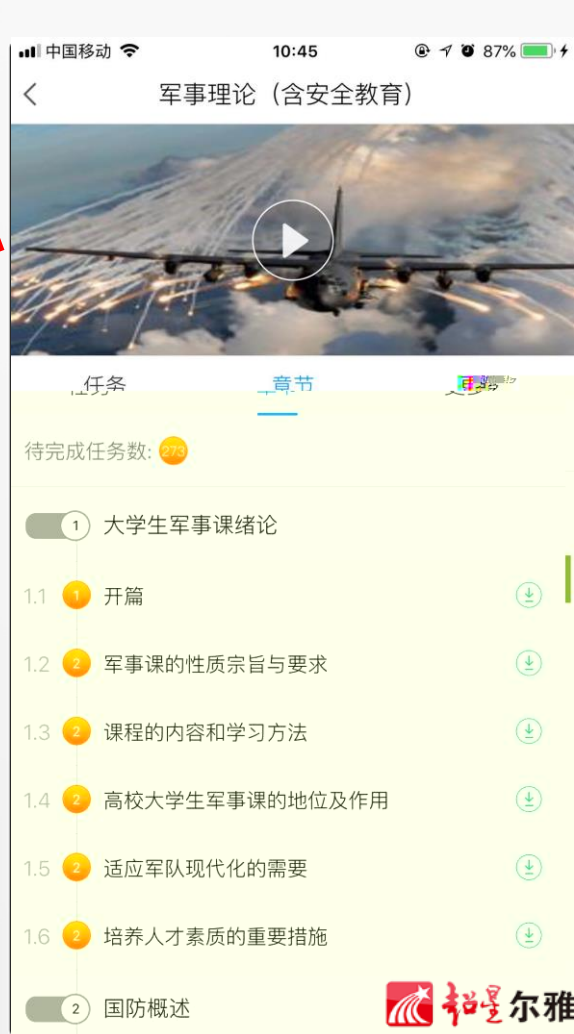 中国移动 10:45 87%
军事理论（含安全教育）
任务 章节
待完成任务数: 273
1 大学生军事课绪论
1.1 1 开篇
1.2 2 军事课的性质宗旨与要求
1.3 2 课程的内容和学习方法
1.4 2 高校大学生军事课的地位及作用
1.5 2 适应军队现代化的需要
1.6 2 培养人才素质的重要措施
2 国防概述
超星尔雅